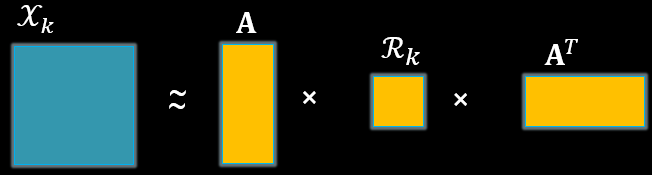 𝒳ₖ ≈ 𝐀 × ℛₖ × 𝐀ᵀ